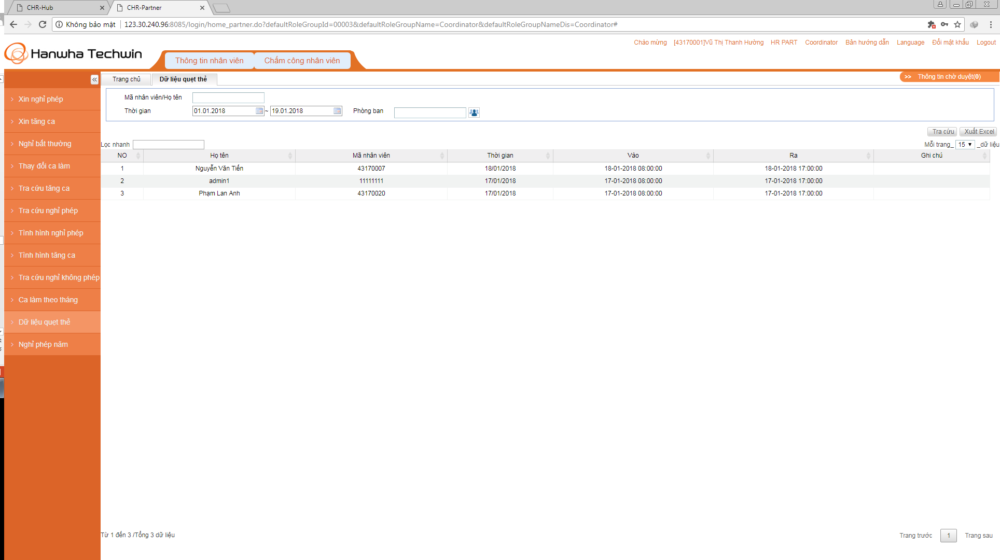 CHR-Hub
CHR-Partner
Không bảo mật
123.30.240.96:8085/login/home_partner.do?defaultRoleGroupId=00003&defaultRoleGroupName=Coordinator&defaultRoleGroupNameDis=Coordinator#
Chào mừng [43170001]Vũ Thị Thanh Hường HR PART Coordinator Bản hướng dẫn Language Đổi mật khẩu Logout
Hanwha Techwin
Thông tin nhân viên
Chấm công nhân viên
Trang chủ
Dữ liệu quẹt thẻ
>> Thông tin chờ duyệt(0)
Xin nghỉ phép
Xin tăng ca
Nghỉ bất thường
Thay đổi ca làm
Tra cứu tăng ca
Tra cứu nghỉ phép
Tình hình nghỉ phép
Tình hình tăng ca
Tra cứu nghỉ không phép
Ca làm theo tháng
Dữ liệu quẹt thẻ
Nghỉ phép năm
Mã nhân viên/Họ tên
Thời gian 01.01.2018 ~ 19.01.2018 Phòng ban
Tra cứu Xuất Excel
Lọc nhanh
Mỗi trang_ 15 _dữ liệu
NO Họ tên Mã nhân viên Thời gian Vào Ra Ghi chú
1 Nguyễn Văn Tiến 43170007 18/01/2018 18-01-2018 08:00:00 18-01-2018 17:00:00
2 admin1 11111111 17/01/2018 17-01-2018 08:00:00 17-01-2018 17:00:00
3 Phạm Lan Anh 43170020 17/01/2018 17-01-2018 08:00:00 17-01-2018 17:00:00
Từ 1 đến 3 /Tổng 3 dữ liệu
Trang trước 1 Trang sau